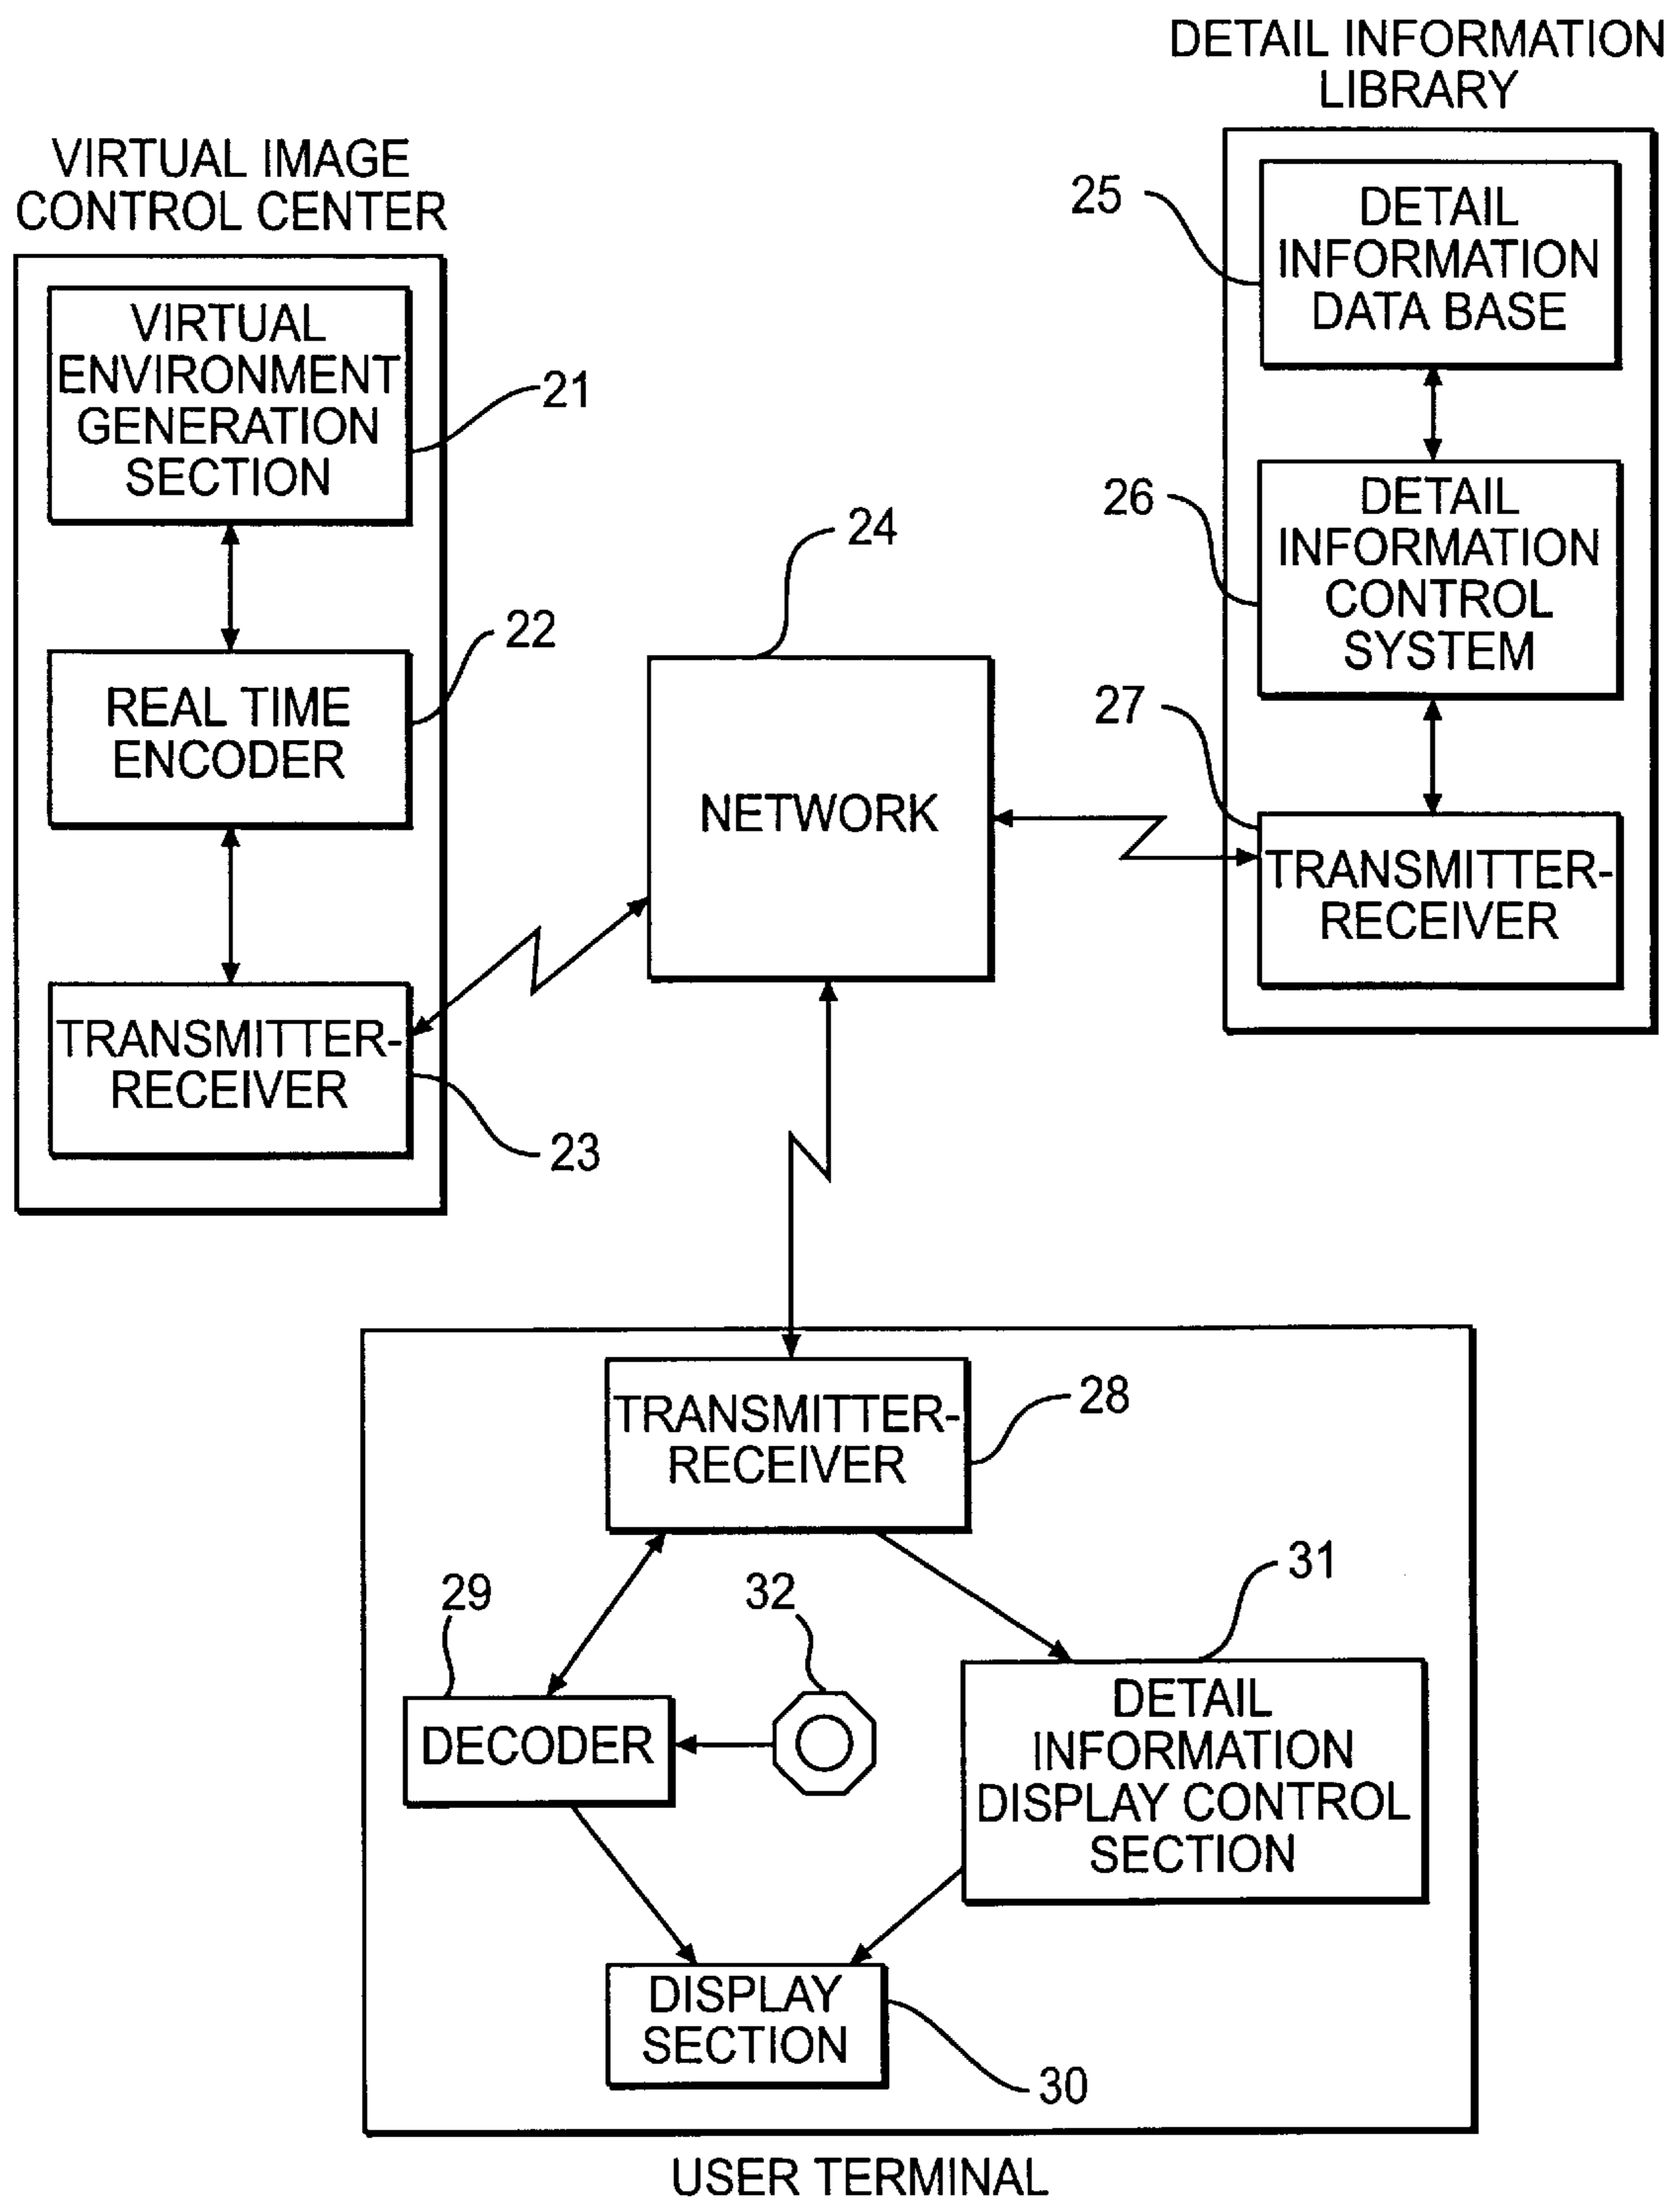 DETAIL INFORMATION
LIBRARY
VIRTUAL IMAGE
CONTROL CENTER
25
DETAIL
INFORMATION
DATA BASE
VIRTUAL
ENVIRONMENT
GENERATION
SECTION
21
26
DETAIL
INFORMATION
CONTROL
SYSTEM
24
22
REAL TIME
ENCODER
NETWORK
27
TRANSMITTER-
RECEIVER
TRANSMITTER-
RECEIVER
23
TRANSMITTER-
RECEIVER
28
29
32
31
DECODER
DETAIL
INFORMATION
DISPLAY CONTROL
SECTION
DISPLAY
SECTION
30
USER TERMINAL